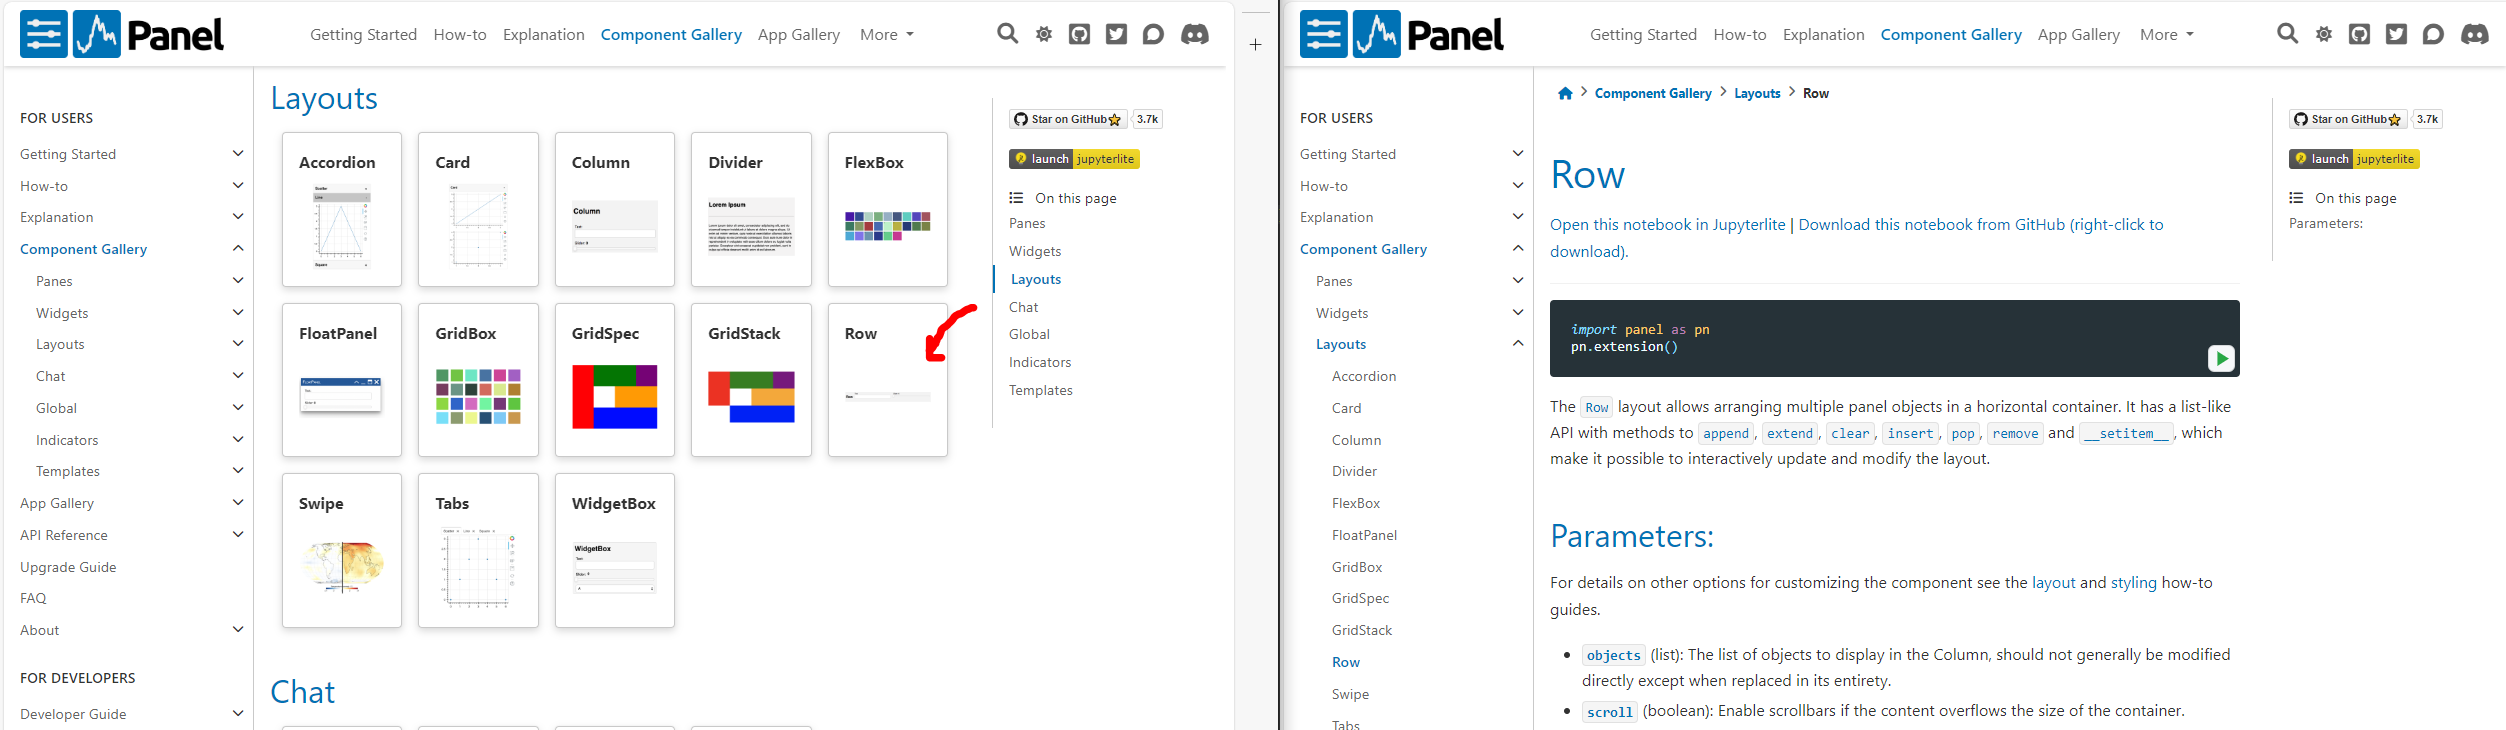 Panel
Getting Started How-to Explanation Component Gallery App Gallery More
FOR USERS
Getting Started
How-to
Explanation
Component Gallery
Panes
Widgets
Layouts
Chat
Global
Indicators
Templates
App Gallery
API Reference
Upgrade Guide
FAQ
About
FOR DEVELOPERS
Developer Guide
Layouts
Accordion Card Column Divider FlexBox
Column
Lorem Ipsum
FloatPanel GridBox GridSpec GridStack Row
Swipe Tabs WidgetBox
WidgetBox
Chat
Star on GitHub 3.7k
launch jupyterlite
On this page
Panes
Widgets
Layouts
Chat
Global
Indicators
Templates
Panel
Getting Started How-to Explanation Component Gallery App Gallery More
FOR USERS
Getting Started
How-to
Explanation
Component Gallery
Panes
Widgets
Layouts
Accordion
Card
Column
Divider
FlexBox
FloatPanel
GridBox
GridSpec
GridStack
Row
Swipe
Tabs
Component Gallery > Layouts > Row
Row
Open this notebook in Jupyterlite | Download this notebook from GitHub (right-click to
download).
import panel as pn
pn.extension()
The Row layout allows arranging multiple panel objects in a horizontal container. It has a list-like
API with methods to append, extend, clear, insert, pop, remove and __setitem__, which
make it possible to interactively update and modify the layout.
Parameters:
For details on other options for customizing the component see the layout and styling how-to
guides.
• objects (list): The list of objects to display in the Column, should not generally be modified
directly except when replaced in its entirety.
• scroll (boolean): Enable scrollbars if the content overflows the size of the container.
Star on GitHub 3.7k
launch jupyterlite
On this page
Parameters: